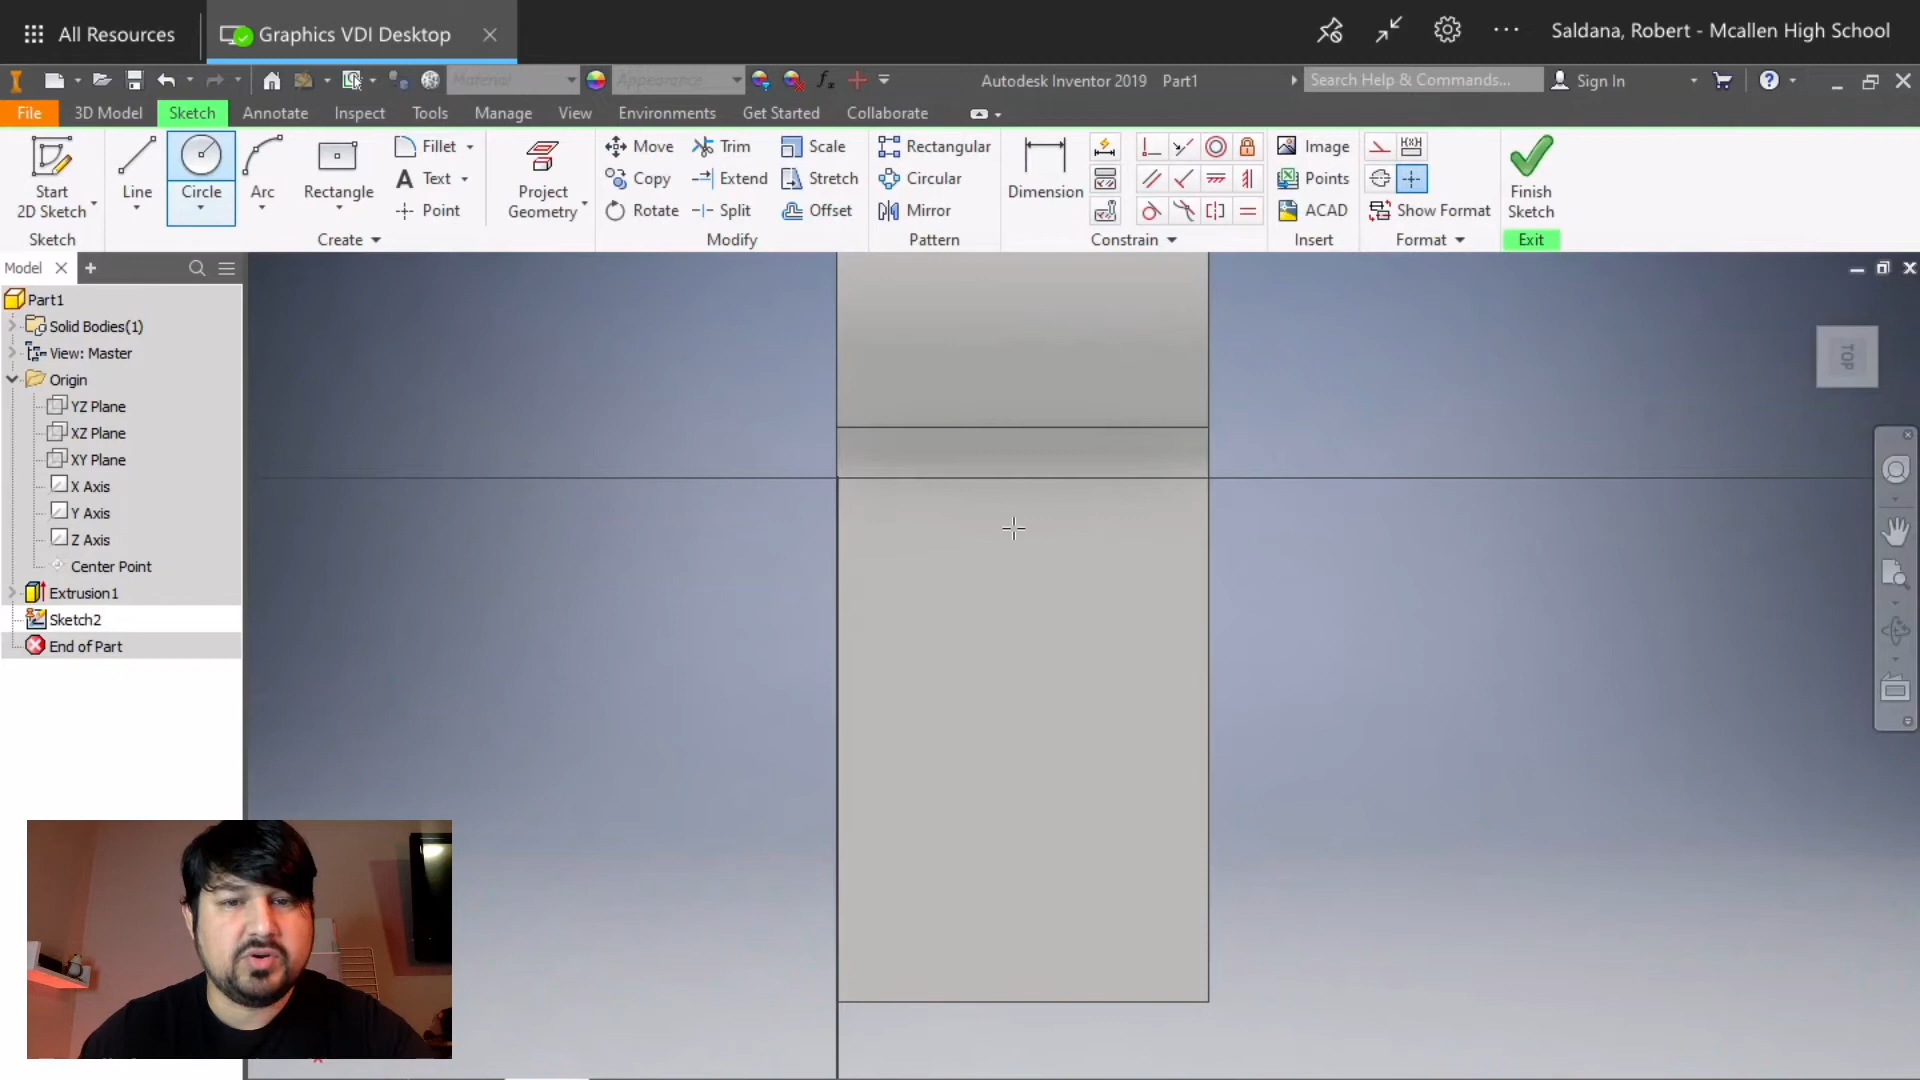 All Resources
Graphics VDI Desktop
Saldana, Robert - Mcallen High School
Material
Appearance
Autodesk Inventor 2019 Part1
Search Help & Commands...
Sign In
File
3D Model
Sketch
Annotate
Inspect
Tools
Manage
View
Environments
Get Started
Collaborate
Start
2D Sketch
Line
Circle
Arc
Rectangle
Fillet
Text
Point
Project
Geometry
Move
Copy
Rotate
Trim
Extend
Split
Scale
Stretch
Offset
Rectangular
Circular
Mirror
Dimension
Image
Points
ACAD
Show Format
Finish
Sketch
Sketch
Create
Modify
Pattern
Constrain
Insert
Format
Exit
Model
Part1
Solid Bodies(1)
View: Master
Origin
YZ Plane
XZ Plane
XY Plane
X Axis
Y Axis
Z Axis
Center Point
Extrusion1
Sketch2
End of Part
TOP